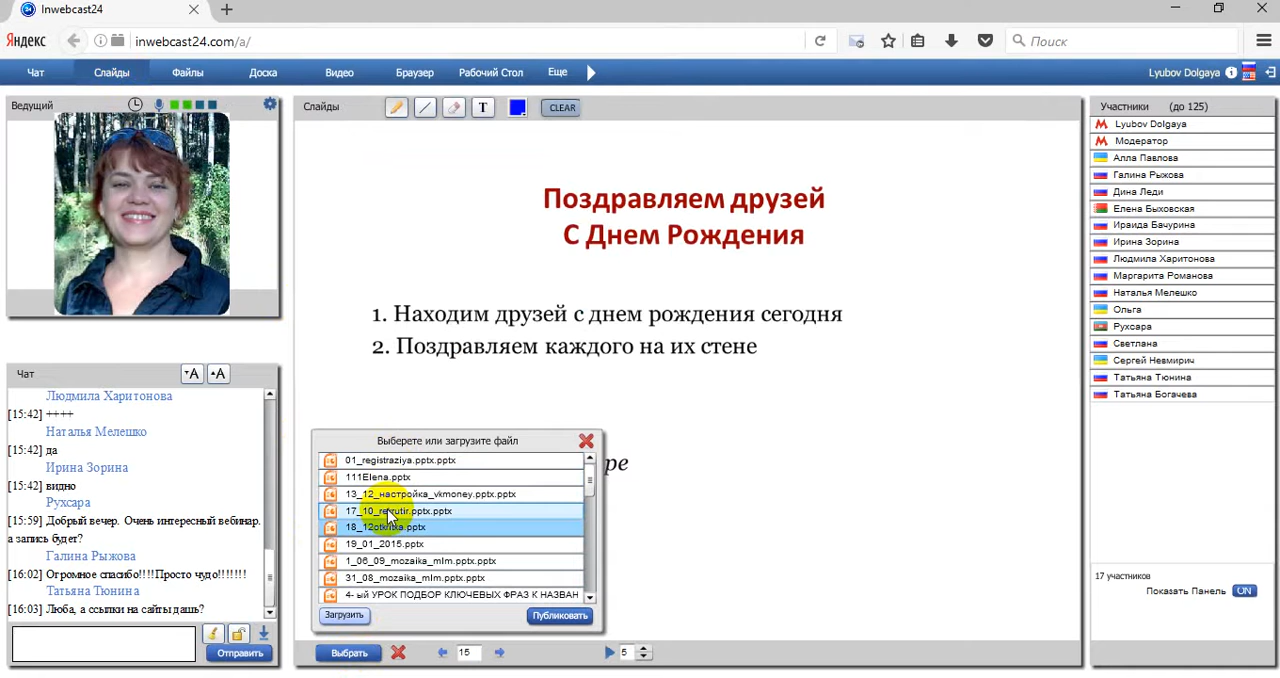 Inwebcast24
Яндекс
inwebcast24.com/a/
Поиск
Чат
Слайды
Файлы
Доска
Видео
Браузер
Рабочий Стол
Еще
Lyubov Dolgaya
Ведущий
Слайды
T
CLEAR
Участники (до 125)
Поздравляем друзей
С Днем Рождения
1. Находим друзей с днем рождения сегодня
2. Поздравляем каждого на их стене
ре
Выберете или загрузите файл
01_registraziya.pptx.pptx
111Elena.pptx
13_12_настройка_vkmoney.pptx.pptx
17_10_rekrutir.pptx.pptx
18_12otkritka.pptx
19_01_2015.pptx
1_06_09_mozaika_mlm.pptx.pptx
31_08_mozaika_mlm.pptx.pptx
4- ый УРОК ПОДБОР КЛЮЧЕВЫХ ФРАЗ К НАЗВАН
Загрузить
Публиковать
Выбрать
15
5
Чат
▾A
▴A
Людмила Харитонова
[15:42] ++++
Наталья Мелешко
[15:42] да
Ирина Зорина
[15:42] видно
Рухсара
[15:59] Добрый вечер. Очень интересный вебинар.
а запись будет?
Галина Рыжова
[16:02] Огромное спасибо!!!!Просто чудо!!!!!!!
Татьяна Тюнина
[16:03] Люба, а ссылки на сайты дашь?
Отправить
Lyubov Dolgaya
Модератор
Алла Павлова
Галина Рыжова
Дина Леди
Елена Быховская
Ираида Бачурина
Ирина Зорина
Людмила Харитонова
Маргарита Романова
Наталья Мелешко
Ольга
Рухсара
Светлана
Сергей Невмирич
Татьяна Тюнина
Татьяна Богачева
17 участников
Показать Панель
ON